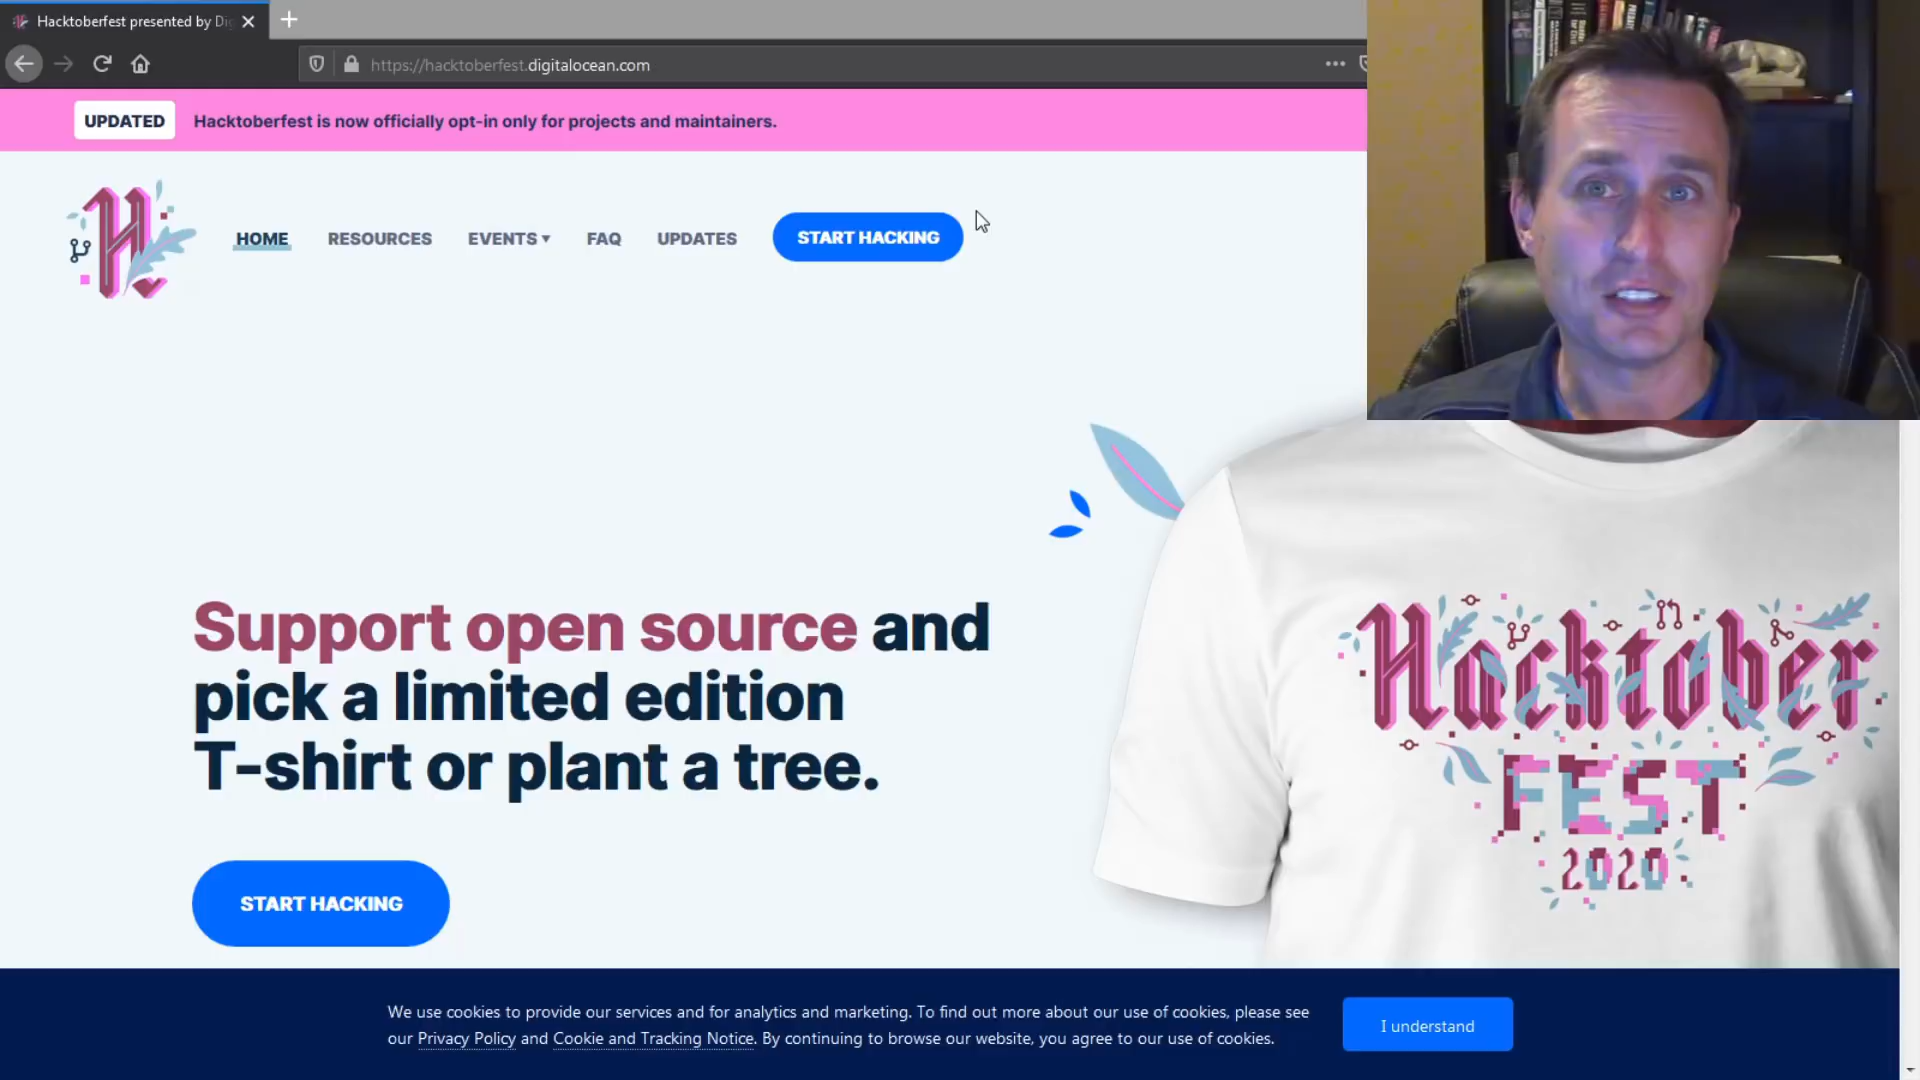 Hacktoberfest presented by Di
https://hacktoberfest.digitalocean.com
UPDATED Hacktoberfest is now officially opt-in only for projects and maintainers.
H
HOME RESOURCES EVENTS FAQ UPDATES START HACKING
Support open source and
pick a limited edition
T-shirt or plant a tree.
START HACKING
Hacktober
FEST
2020
We use cookies to provide our services and for analytics and marketing. To find out more about our use of cookies, please see
our Privacy Policy and Cookie and Tracking Notice. By continuing to browse our website, you agree to our use of cookies.
I understand